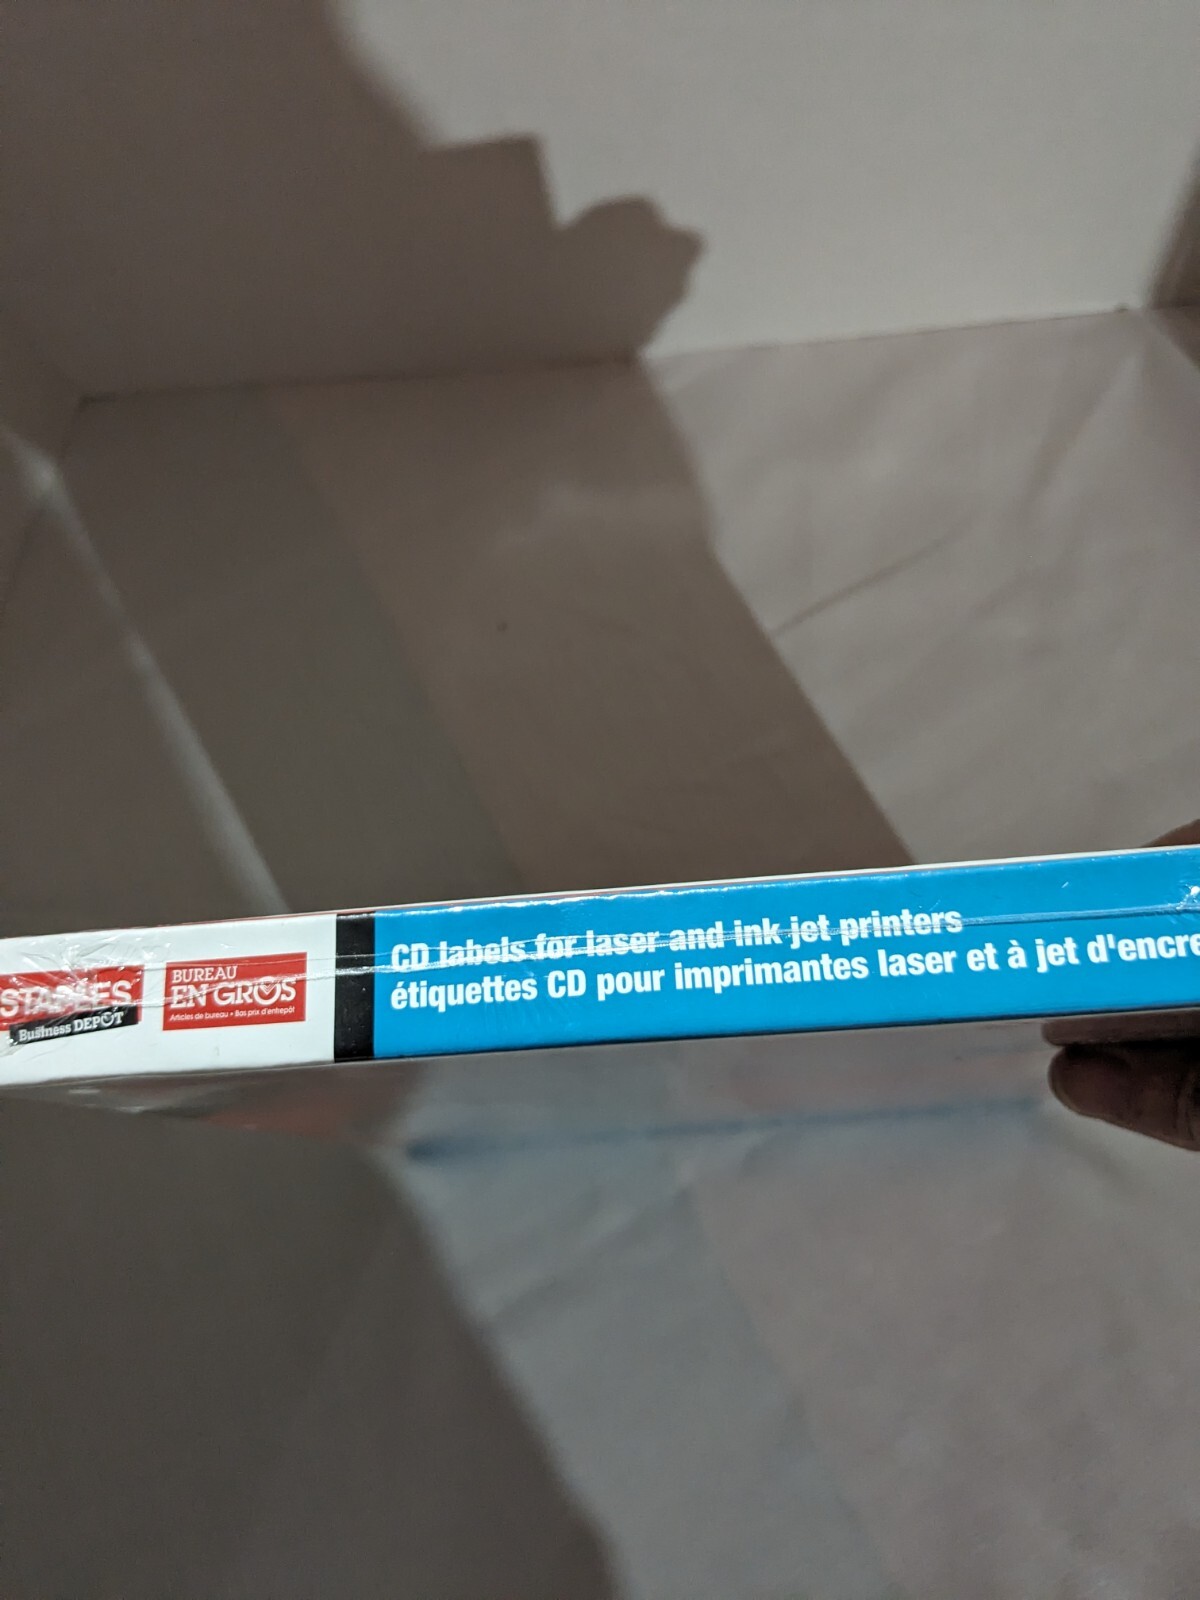 STAPLES
Business DEPOT
BUREAU
EN GROS
Articles de bureau • Bas prix d'entrepôt
CD labels for laser and ink jet printers
étiquettes CD pour imprimantes laser et à jet d'encre